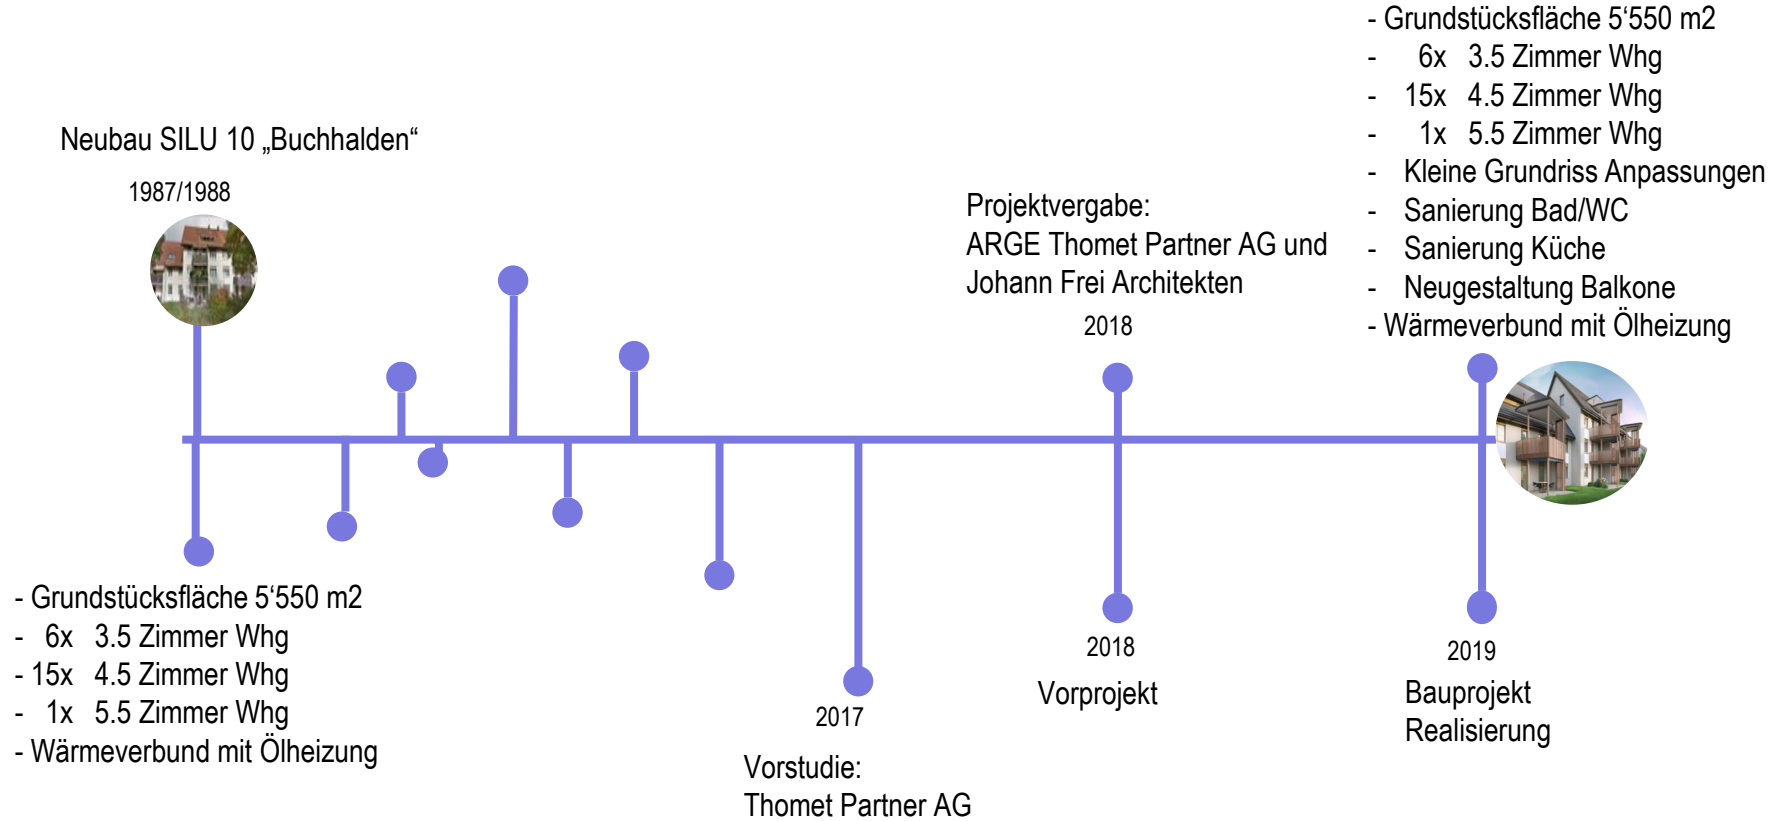 Neubau SILU 10 „Buchhalden“
1987/1988
- Grundstücksfläche 5‘550 m2
- 6x 3.5 Zimmer Whg
- 15x 4.5 Zimmer Whg
- 1x 5.5 Zimmer Whg
- Wärmeverbund mit Ölheizung
2017
Vorstudie:
Thomet Partner AG
Projektvergabe:
ARGE Thomet Partner AG und
Johann Frei Architekten
2018
2018
Vorprojekt
- Grundstücksfläche 5‘550 m2
- 6x 3.5 Zimmer Whg
- 15x 4.5 Zimmer Whg
- 1x 5.5 Zimmer Whg
- Kleine Grundriss Anpassungen
- Sanierung Bad/WC
- Sanierung Küche
- Neugestaltung Balkone
- Wärmeverbund mit Ölheizung
2019
Bauprojekt
Realisierung